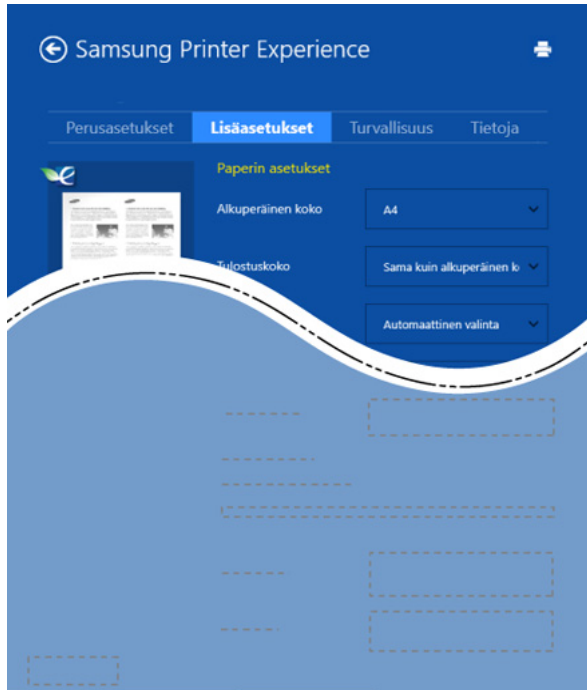 Samsung Printer Experience
Perusasetukset Lisäasetukset Turvallisuus Tietoja
Paperin asetukset
Alkuperäinen koko A4
Tulostuskoko Sama kuin alkuperäinen k
Automaattinen valinta